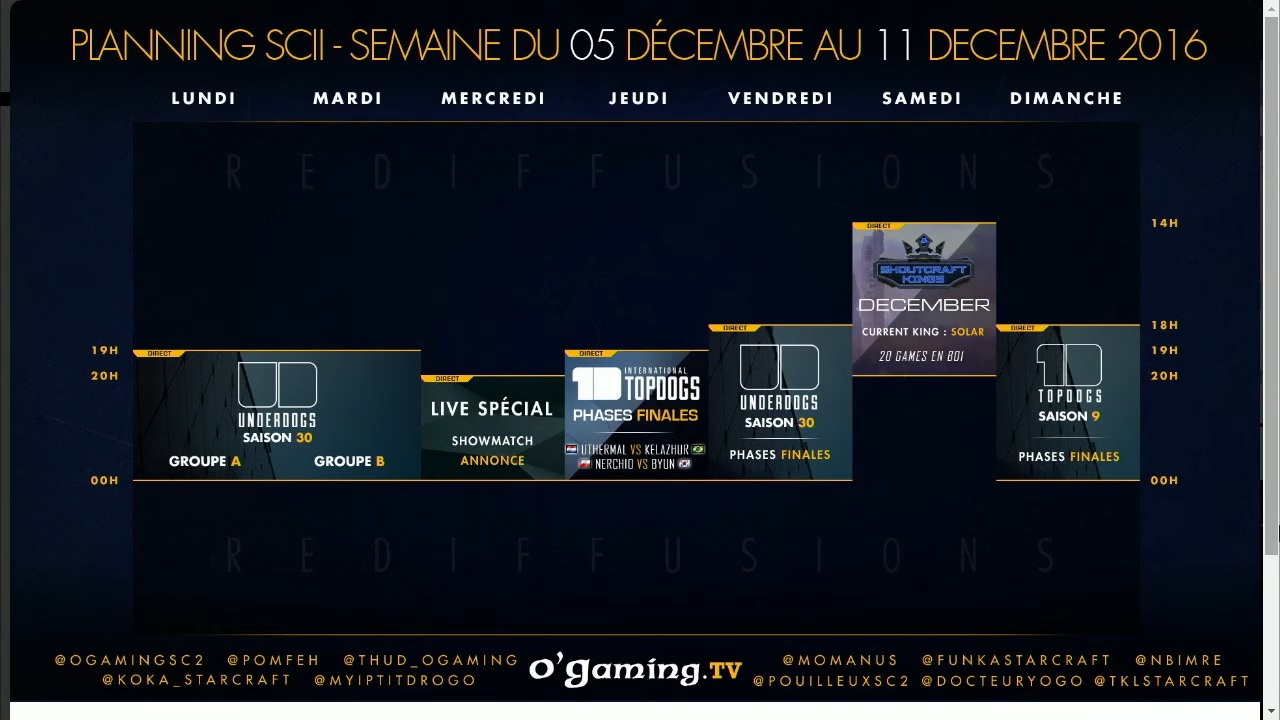 PLANNING SCII - SEMAINE DU 05 DÉCEMBRE AU 11 DECEMBRE 2016
LUNDI MARDI MERCREDI JEUDI VENDREDI SAMEDI DIMANCHE
REDIFFUSIONS
14H
DIRECT
SHOUTCRAFT
KINGS
DECEMBER
CURRENT KING : SOLAR
20 GAMES EN BO1
18H
19H
20H
00H
19H
20H
00H
DIRECT
UNDERDOGS
SAISON 30
GROUPE A GROUPE B
DIRECT
LIVE SPÉCIAL
SHOWMATCH
ANNONCE
DIRECT
INTERNATIONAL
TOPDOGS
PHASES FINALES
UTHERMAL VS KELAZHUR
NERCHIO VS BYUN
DIRECT
UNDERDOGS
SAISON 30
PHASES FINALES
DIRECT
TOPDOGS
SAISON 9
PHASES FINALES
REDIFFUSIONS
@OGAMINGSC2 @POMFEH @THUD_OGAMING
@KOKA_STARCRAFT @MYIPTITDROGO
O'Gaming.TV
@MOMANUS @FUNKASTARCRAFT @NBIMRE
@POUILLEUXSC2 @DOCTEURYOGO @TKLSTARCRAFT